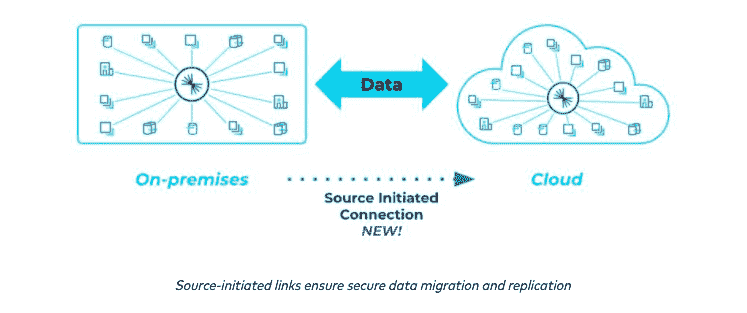 Data
On-premises
Cloud
Source Initiated
Connection
NEW!
Source-initiated links ensure secure data migration and replication